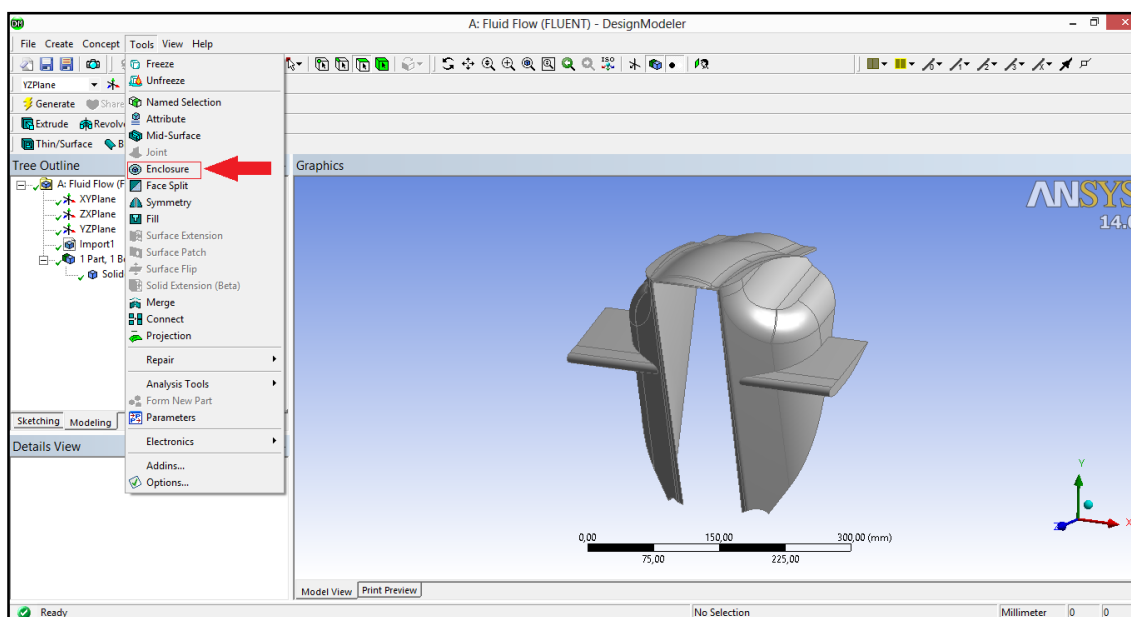 A: Fluid Flow (FLUENT) - DesignModeler
File Create Concept Tools View Help
YZPlane
Generate Share
Extrude Revolve
Thin/Surface B
Freeze
Unfreeze
Named Selection
Attribute
Mid-Surface
Joint
Enclosure
Face Split
Symmetry
Fill
Surface Extension
Surface Patch
Surface Flip
Solid Extension (Beta)
Merge
Connect
Projection
Repair
Analysis Tools
Form New Part
Parameters
Electronics
Addins...
Options...
Tree Outline
A: Fluid Flow (F
XYPlane
ZXPlane
YZPlane
Import1
1 Part, 1 B
Solid
Sketching Modeling
Details View
Graphics
ANSYS
14.0
Y
X
Z
0,00 150,00 300,00 (mm)
75,00 225,00
Model View Print Preview
Ready No Selection Millimeter 0 0